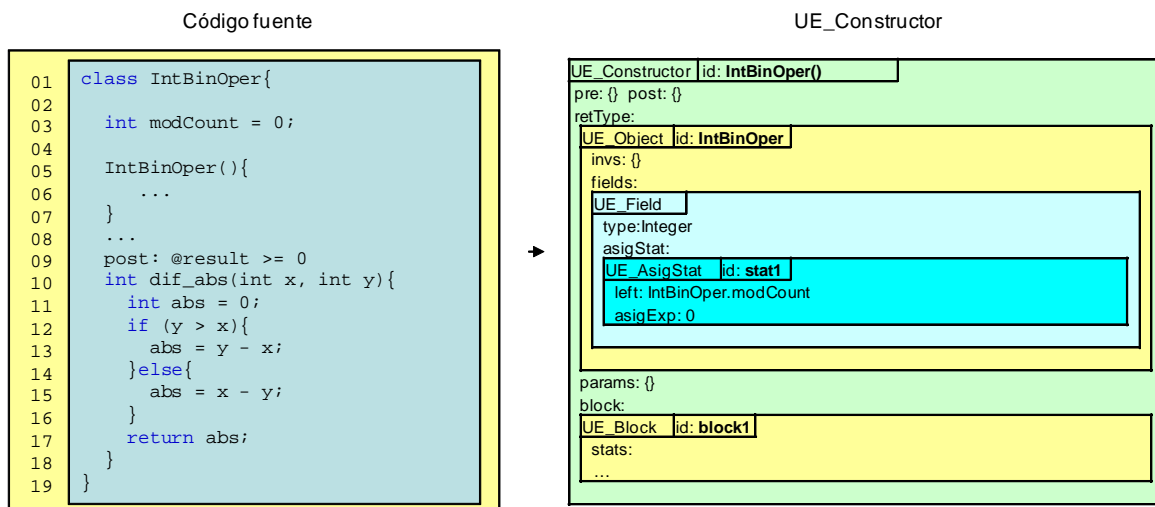 Código fuente
UE_Constructor
01 class IntBinOper{
02
03 int modCount = 0;
04
05 IntBinOper(){
06 ...
07 }
08 ...
09 post: @result >= 0
10 int dif_abs(int x, int y){
11 int abs = 0;
12 if (y > x){
13 abs = y - x;
14 }else{
15 abs = x - y;
16 }
17 return abs;
18 }
19 }
UE_Constructor id: IntBinOper()
pre: {} post: {}
retType:
UE_Object id: IntBinOper
invs: {}
fields:
UE_Field
type:Integer
asigStat:
UE_AsigStat id: stat1
left: IntBinOper.modCount
asigExp: 0
params: {}
block:
UE_Block id: block1
stats:
...